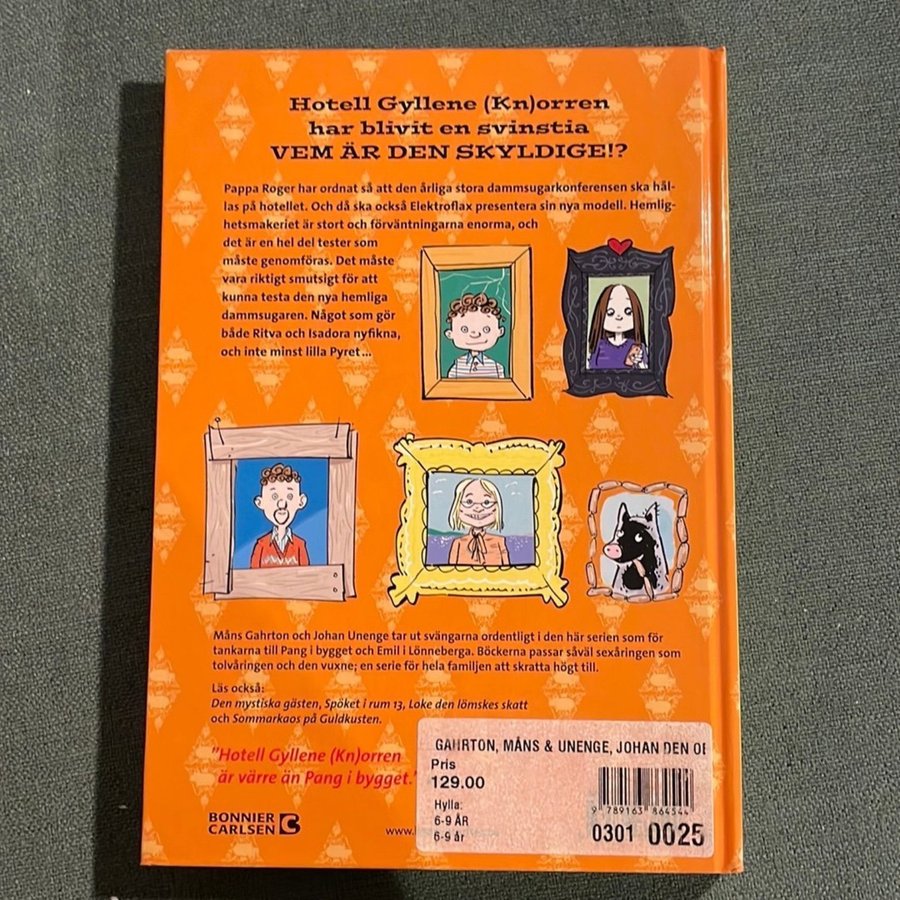 Hotell Gyllene (Kn)orren
har blivit en svinstia
VEM ÄR DEN SKYLDIGE!?
Pappa Roger har ordnat så att den årliga stora dammsugarkonferensen ska hål-
las på hotellet. Och då ska också Elektroflax presentera sin nya modell. Hemlig-
hetsmakeriet är stort och förväntningarna enorma, och
det är en hel del tester som
måste genomföras. Det måste
vara riktigt smutsigt för att
kunna testa den nya hemliga
dammsugaren. Något som gör
både Ritva och Isadora nyfikna,
och inte minst lilla Pyret ...
Måns Gahrton och Johan Unenge tar ut svängarna ordentligt i den här serien som för
tankarna till Pang i bygget och Emil i Lönneberga. Böckerna passar såväl sexåringen som
tolvåringen och den vuxne; en serie för hela familjen att skratta högt till.
Läs också:
Den mystiska gästen, Spöket i rum 13, Loke den lömskes skatt
och Sommarkaos på Guldkusten.
"Hotell Gyllene (Kn)orren
är värre än Pang i bygget."
BONNIER
CARLSEN
www.
GAHRTON, MÅNS & UNENGE, JOHAN DEN OB
Pris
129.00
Hylla:
6-9 ÅR
6-9 år
9 789163 864544
0301 0025